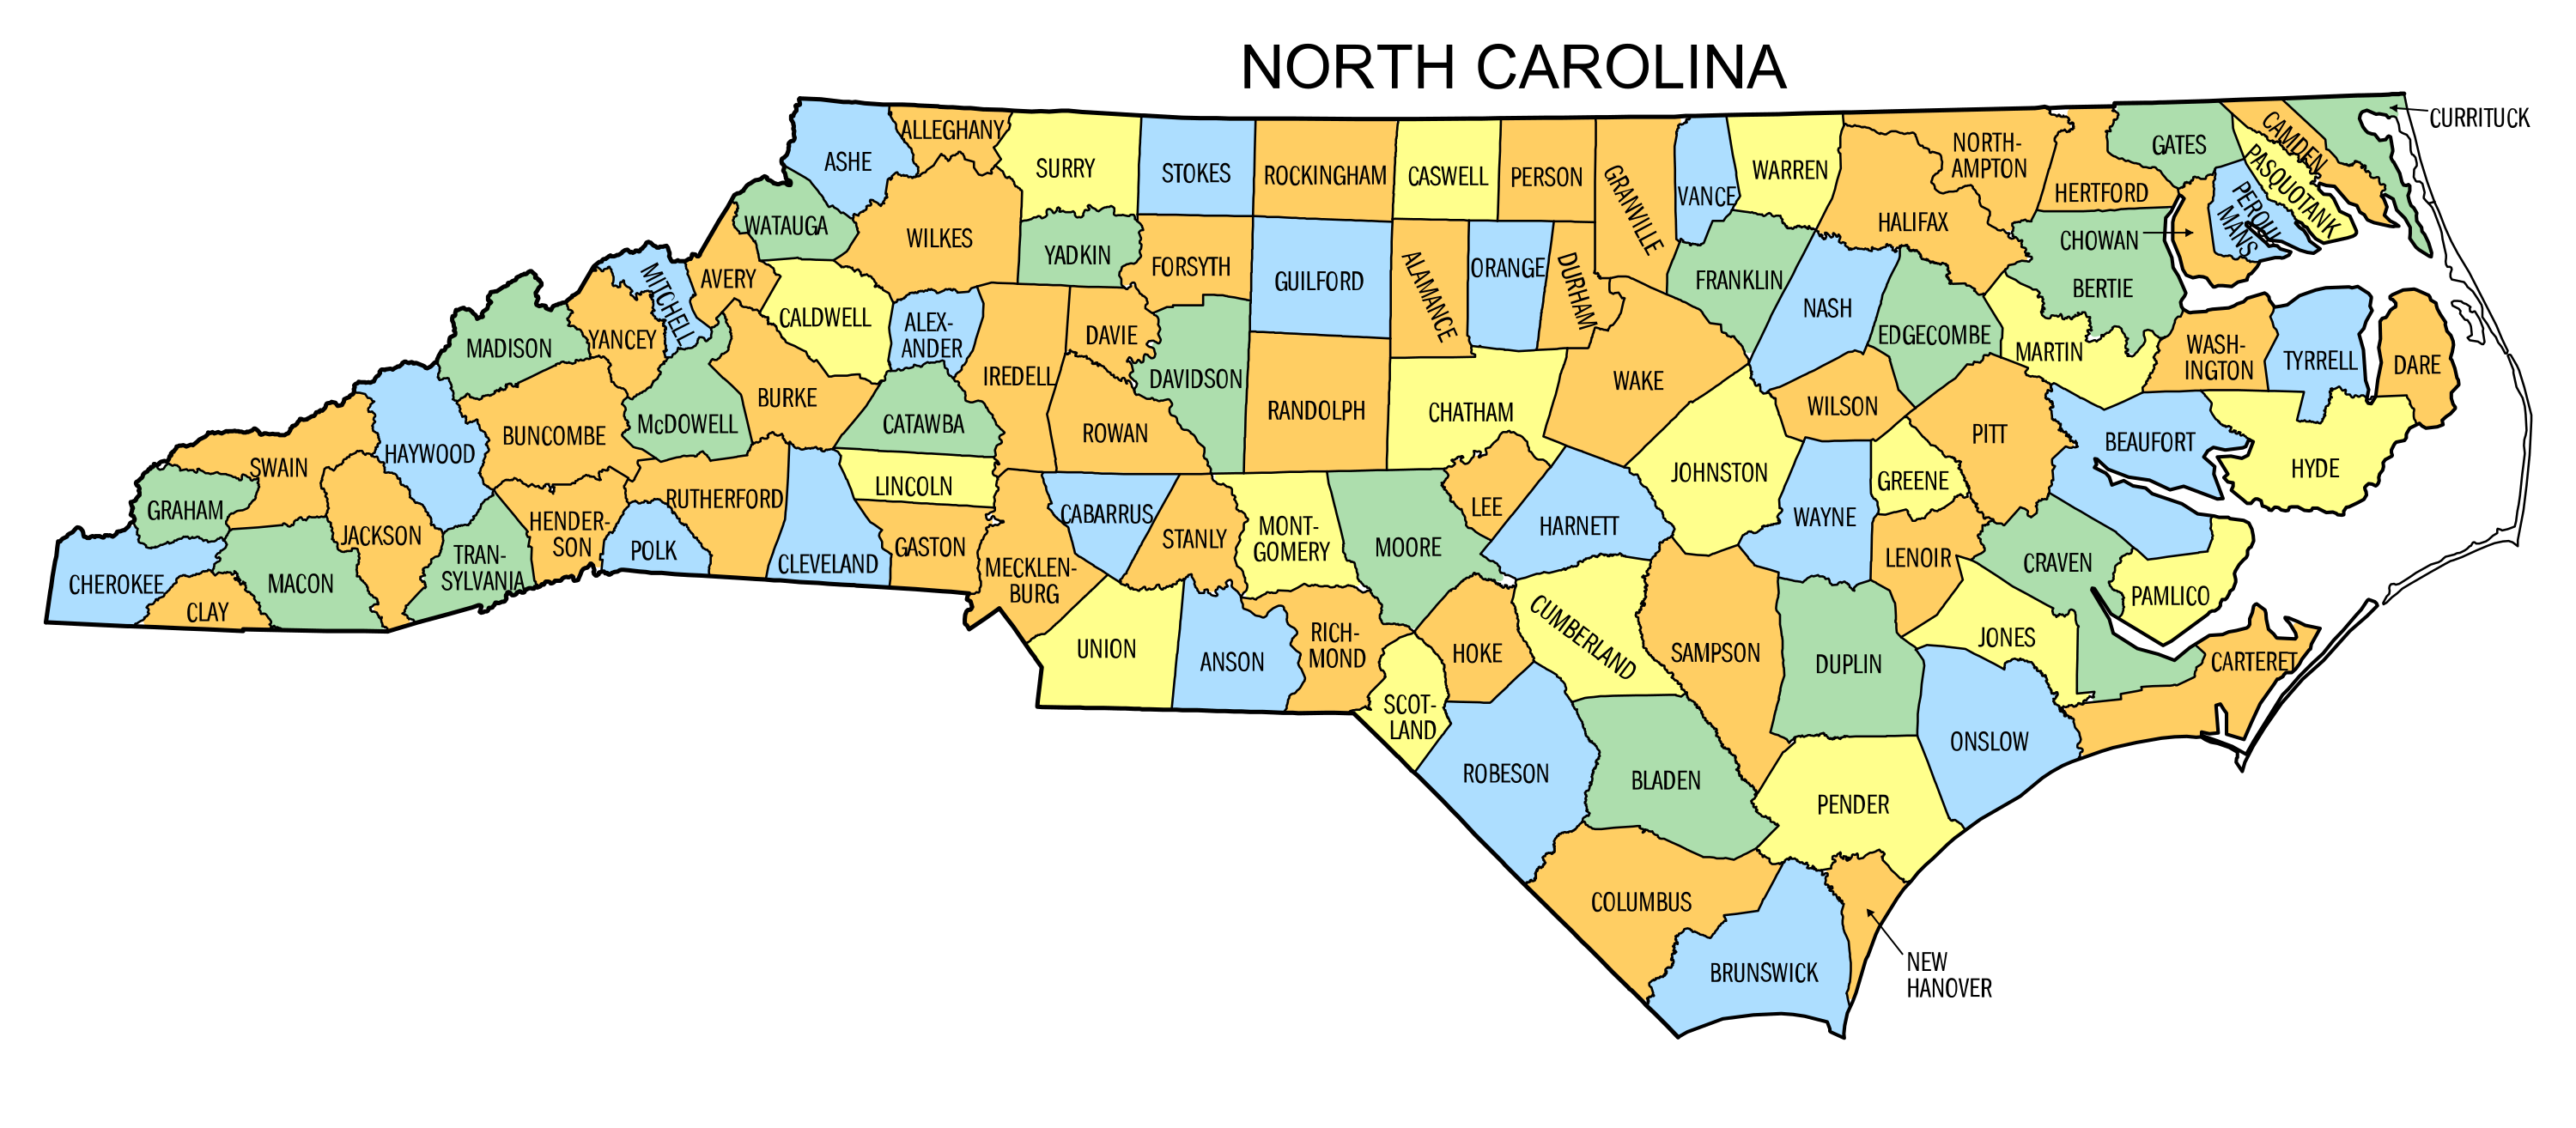 NORTH CAROLINA
CURRITUCK
ALLEGHANY
ASHE
SURRY
STOKES
ROCKINGHAM
CASWELL
PERSON
GRANVILLE
VANCE
WARREN
NORTH-
AMPTON
HERTFORD
GATES
CAMDEN
PASQUOTANK
PERQUI
MANS
CHOWAN
WATAUGA
WILKES
YADKIN
FORSYTH
GUILFORD
ALAMANCE
ORANGE
DURHAM
FRANKLIN
HALIFAX
BERTIE
MITCHELL
AVERY
CALDWELL
ALEX-
ANDER
IREDELL
DAVIE
DAVIDSON
RANDOLPH
CHATHAM
WAKE
NASH
EDGECOMBE
MARTIN
WASH-
INGTON
TYRRELL
DARE
MADISON
YANCEY
BURKE
McDOWELL
CATAWBA
ROWAN
JOHNSTON
WILSON
PITT
BEAUFORT
HYDE
SWAIN
HAYWOOD
BUNCOMBE
RUTHERFORD
LINCOLN
CABARRUS
STANLY
MONT-
GOMERY
MOORE
LEE
HARNETT
WAYNE
GREENE
GRAHAM
JACKSON
HENDER-
SON
POLK
CLEVELAND
GASTON
MECKLEN-
BURG
LENOIR
CRAVEN
PAMLICO
CHEROKEE
CLAY
MACON
TRAN-
SYLVANIA
UNION
ANSON
RICH-
MOND
SCOT-
LAND
HOKE
CUMBERLAND
SAMPSON
DUPLIN
JONES
CARTERET
ROBESON
BLADEN
PENDER
ONSLOW
COLUMBUS
BRUNSWICK
NEW
HANOVER